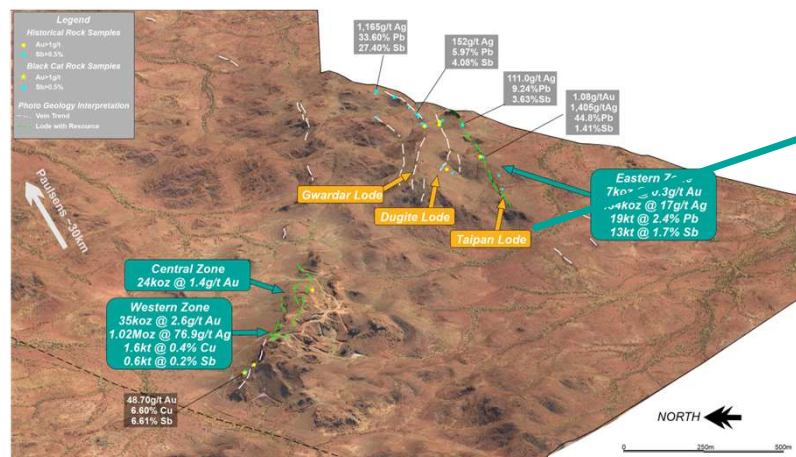 Legend
Historical Rock Samples
Au>1g/t
Sb>0.5%
Black Cat Rock Samples
Au>1g/t
Sb>0.5%
Photo Geology Interpretation
Vein Trend
Lode with Resource
1,165g/t Ag
33.60% Pb
27.40% Sb
152g/t Ag
5.97% Pb
4.08% Sb
111.0g/t Ag
9.24% Pb
3.63%Sb
1.08g/tAu
1,405g/tAg
44.8%Pb
1.41%Sb
Paulsens ~30km
Gwardar Lode
Dugite Lode
Taipan Lode
Eastern
7koz @ 0.3g/t Au
@ 17g/t Ag
19kt @ 2.4% Pb
13kt @ 1.7% Sb
Central Zone
24koz @ 1.4g/t Au
Western Zone
35koz @ 2.6g/t Au
1.02Moz @ 76.9g/t Ag
1.6kt @ 0.4% Cu
0.6kt @ 0.2% Sb
48.70g/t Au
6.60% Cu
6.61% Sb
NORTH
0 250m 500m